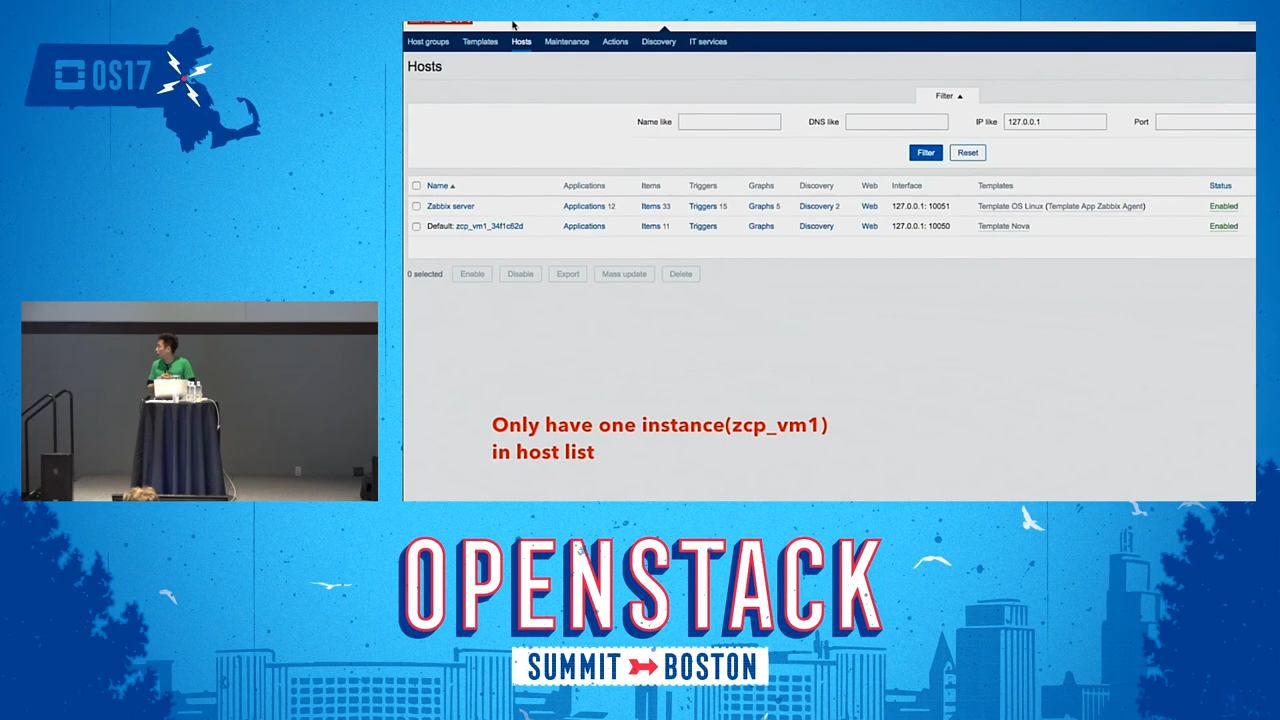 OS17
Host groups Templates Hosts Maintenance Actions Discovery IT services
Hosts
Filter ▲
Name like DNS like IP like 127.0.0.1 Port
Filter Reset
Name ▲ Applications Items Triggers Graphs Discovery Web Interface Templates Status
Zabbix server Applications 12 Items 33 Triggers 15 Graphs 5 Discovery 2 Web 127.0.0.1: 10051 Template OS Linux (Template App Zabbix Agent) Enabled
Default: zcp_vm1_34f1c62d Applications Items 11 Triggers Graphs Discovery Web 127.0.0.1: 10050 Template Nova Enabled
0 selected Enable Disable Export Mass update Delete
Only have one instance(zcp_vm1)
in host list
OPENSTACK
SUMMIT BOSTON